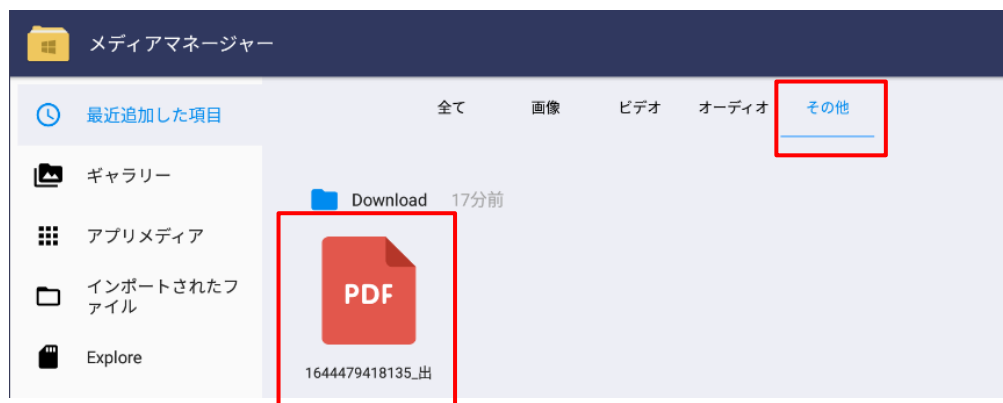 メディアマネージャー
最近追加した項目
ギャラリー
アプリメディア
インポートされたフ
ァイル
Explore
全て 画像 ビデオ オーディオ その他
Download 17分前
PDF
1644479418135_出